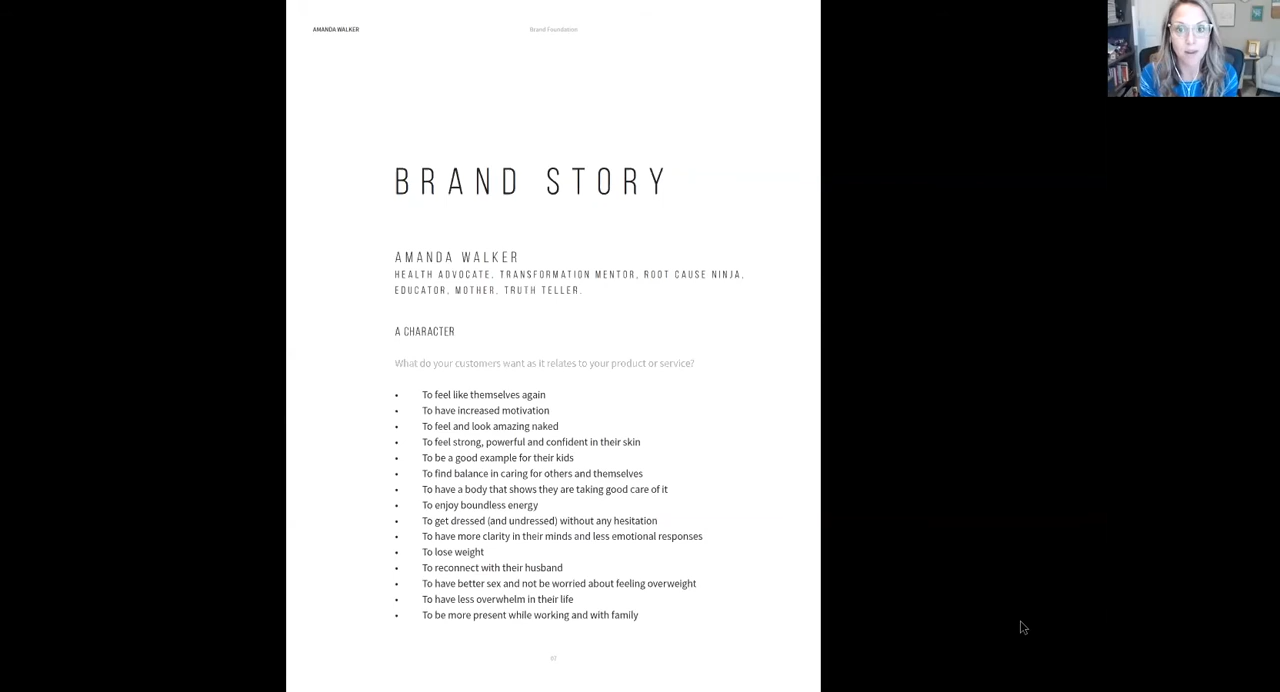 AMANDA WALKER
Brand Foundation
BRAND STORY
AMANDA WALKER
HEALTH ADVOCATE, TRANSFORMATION MENTOR, ROOT CAUSE NINJA,
EDUCATOR, MOTHER, TRUTH TELLER.
A CHARACTER
What do your customers want as it relates to your product or service?
• To feel like themselves again
• To have increased motivation
• To feel and look amazing naked
• To feel strong, powerful and confident in their skin
• To be a good example for their kids
• To find balance in caring for others and themselves
• To have a body that shows they are taking good care of it
• To enjoy boundless energy
• To get dressed (and undressed) without any hesitation
• To have more clarity in their minds and less emotional responses
• To lose weight
• To reconnect with their husband
• To have better sex and not be worried about feeling overweight
• To have less overwhelm in their life
• To be more present while working and with family